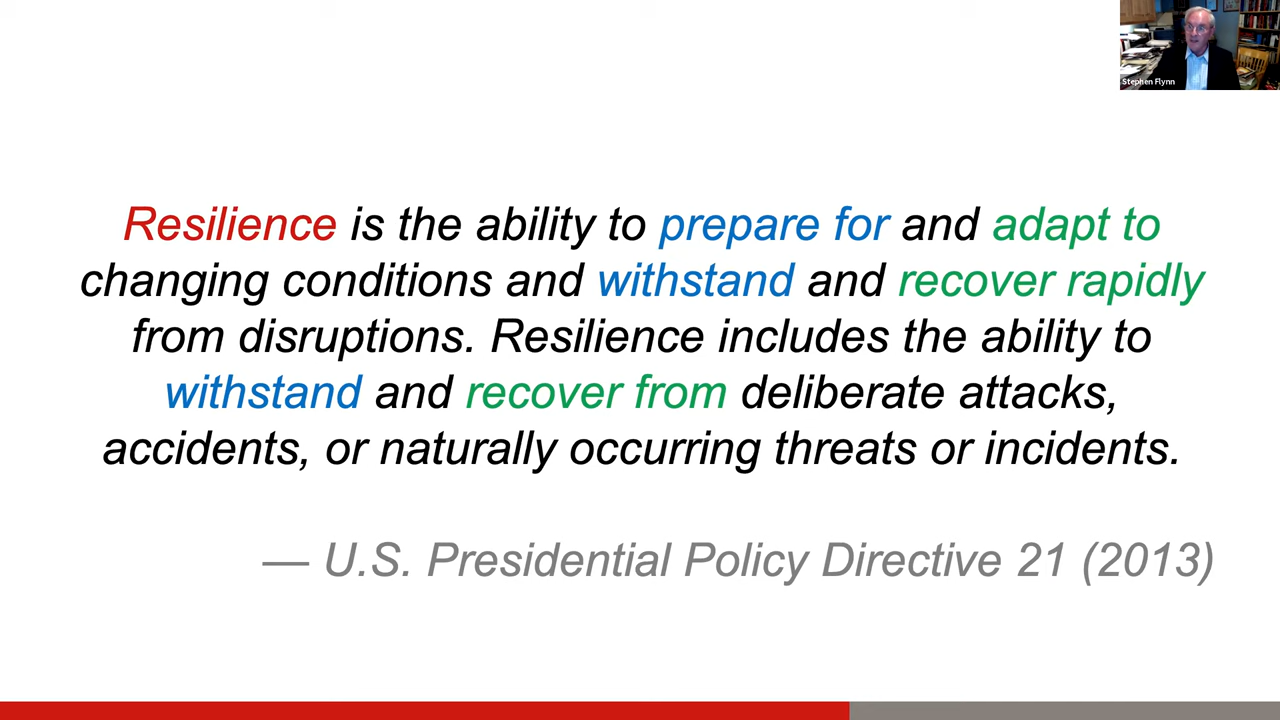 Stephen Flynn
Resilience is the ability to prepare for and adapt to
changing conditions and withstand and recover rapidly
from disruptions. Resilience includes the ability to
withstand and recover from deliberate attacks,
accidents, or naturally occurring threats or incidents.
— U.S. Presidential Policy Directive 21 (2013)